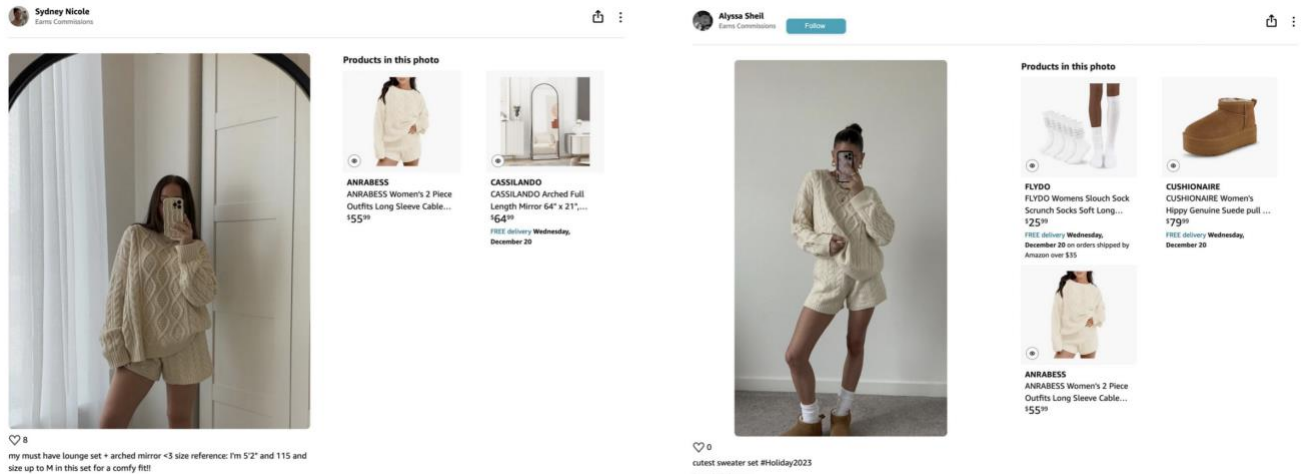 Sydney Nicole
Earns Commissions
Products in this photo
ANRABESS
ANRABESS Women's 2 Piece
Outfits Long Sleeve Cable...
$55.99
CASSILANDO
CASSILANDO Arched Full
Length Mirror 64" x 21",...
$64.99
FREE delivery Wednesday,
December 20
8
my must have lounge set + arched mirror <3 size reference: I'm 5'2" and 115 and
size up to M in this set for a comfy fit!!
Alyssa Sheil
Earns Commissions
Follow
Products in this photo
FLYDO
FLYDO Womens Slouch Sock
Scrunch Socks Soft Long...
$25.99
FREE delivery Wednesday,
December 20 on orders shipped by
Amazon over $35
CUSHIONAIRE
CUSHIONAIRE Women's
Hippy Genuine Suede pull ...
$79.99
FREE delivery Wednesday,
December 20
ANRABESS
ANRABESS Women's 2 Piece
Outfits Long Sleeve Cable...
$55.99
0
cutest sweater set #Holiday2023